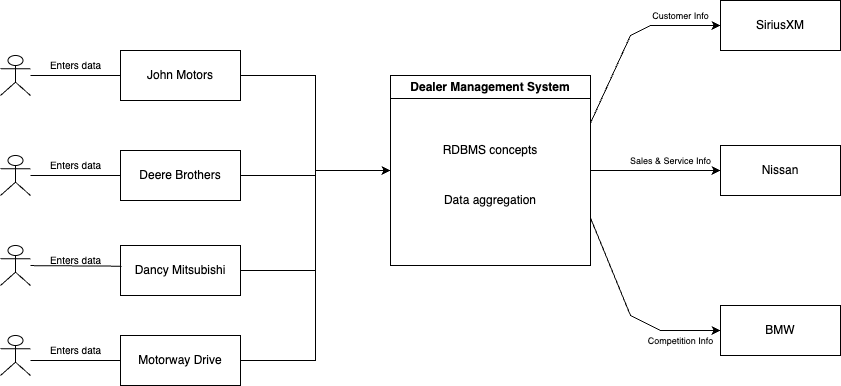 Customer Info
SiriusXM
Enters data
John Motors
Dealer Management System
RDBMS concepts
Enters data
Deere Brothers
Sales & Service Info
Nissan
Data aggregation
Enters data
Dancy Mitsubishi
BMW
Competition Info
Enters data
Motorway Drive